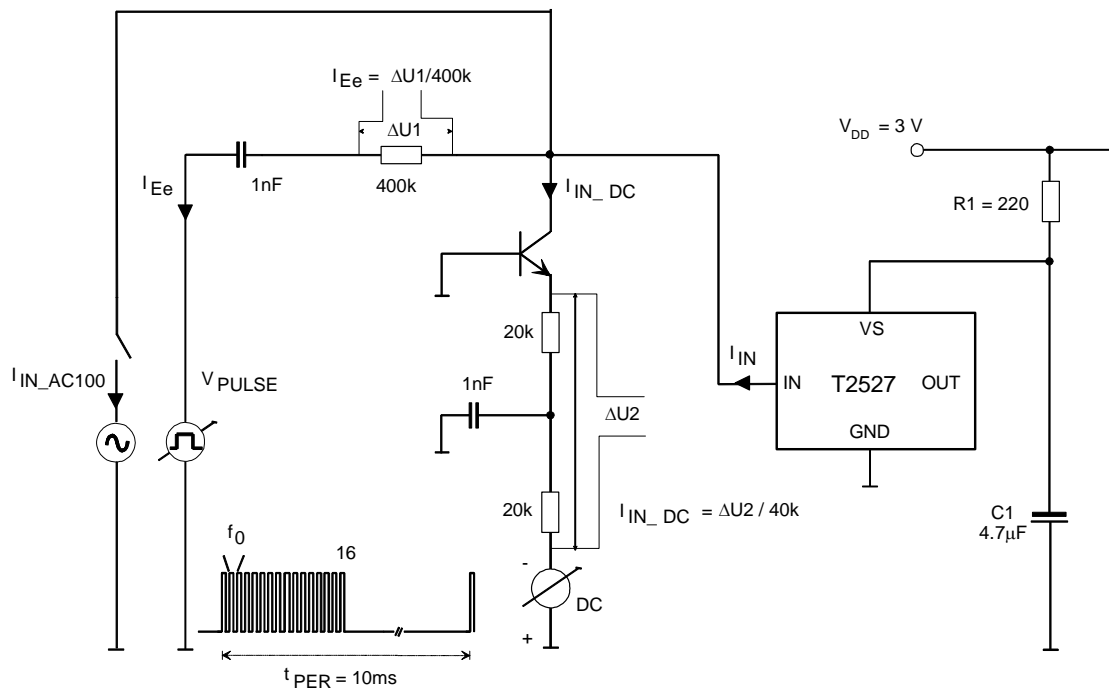 I Ee = ΔU1/400k
ΔU1
V DD = 3 V
1nF
400k
I Ee
I IN_ DC
R1 = 220
20k
VS
I IN_AC100
V PULSE
1nF
I IN
IN
T2527
OUT
ΔU2
GND
20k
I IN_ DC = ΔU2 / 40k
C1
4.7μF
f 0
16
-
DC
+
t PER = 10ms